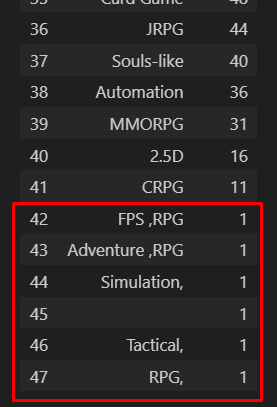 35 Card Game 46
36 JRPG 44
37 Souls-like 40
38 Automation 36
39 MMORPG 31
40 2.5D 16
41 CRPG 11
42 FPS ,RPG 1
43 Adventure ,RPG 1
44 Simulation, 1
45 1
46 Tactical, 1
47 RPG, 1